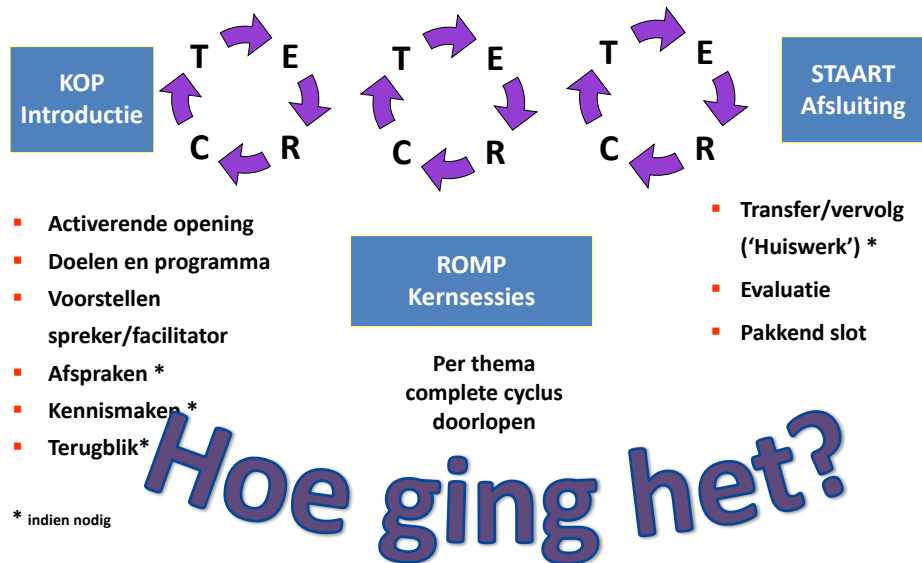 KOP
Introductie
T E
C R
T E
C R
T E
C R
STAART
Afsluiting
▪ Activerende opening
▪ Doelen en programma
▪ Voorstellen
spreker/facilitator
▪ Afspraken *
▪ Kennismaken *
▪ Terugblik*
* indien nodig
ROMP
Kernsessies
Per thema
complete cyclus
doorlopen
▪ Transfer/vervolg
(‘Huiswerk’) *
▪ Evaluatie
▪ Pakkend slot
Hoe ging het?